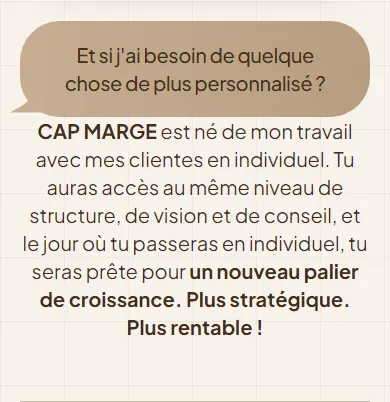 Et si j'ai besoin de quelque
chose de plus personnalisé ?
CAP MARGE est né de mon travail
avec mes clientes en individuel. Tu
auras accès au même niveau de
structure, de vision et de conseil, et
le jour où tu passeras en individuel, tu
seras prête pour un nouveau palier
de croissance. Plus stratégique.
Plus rentable !